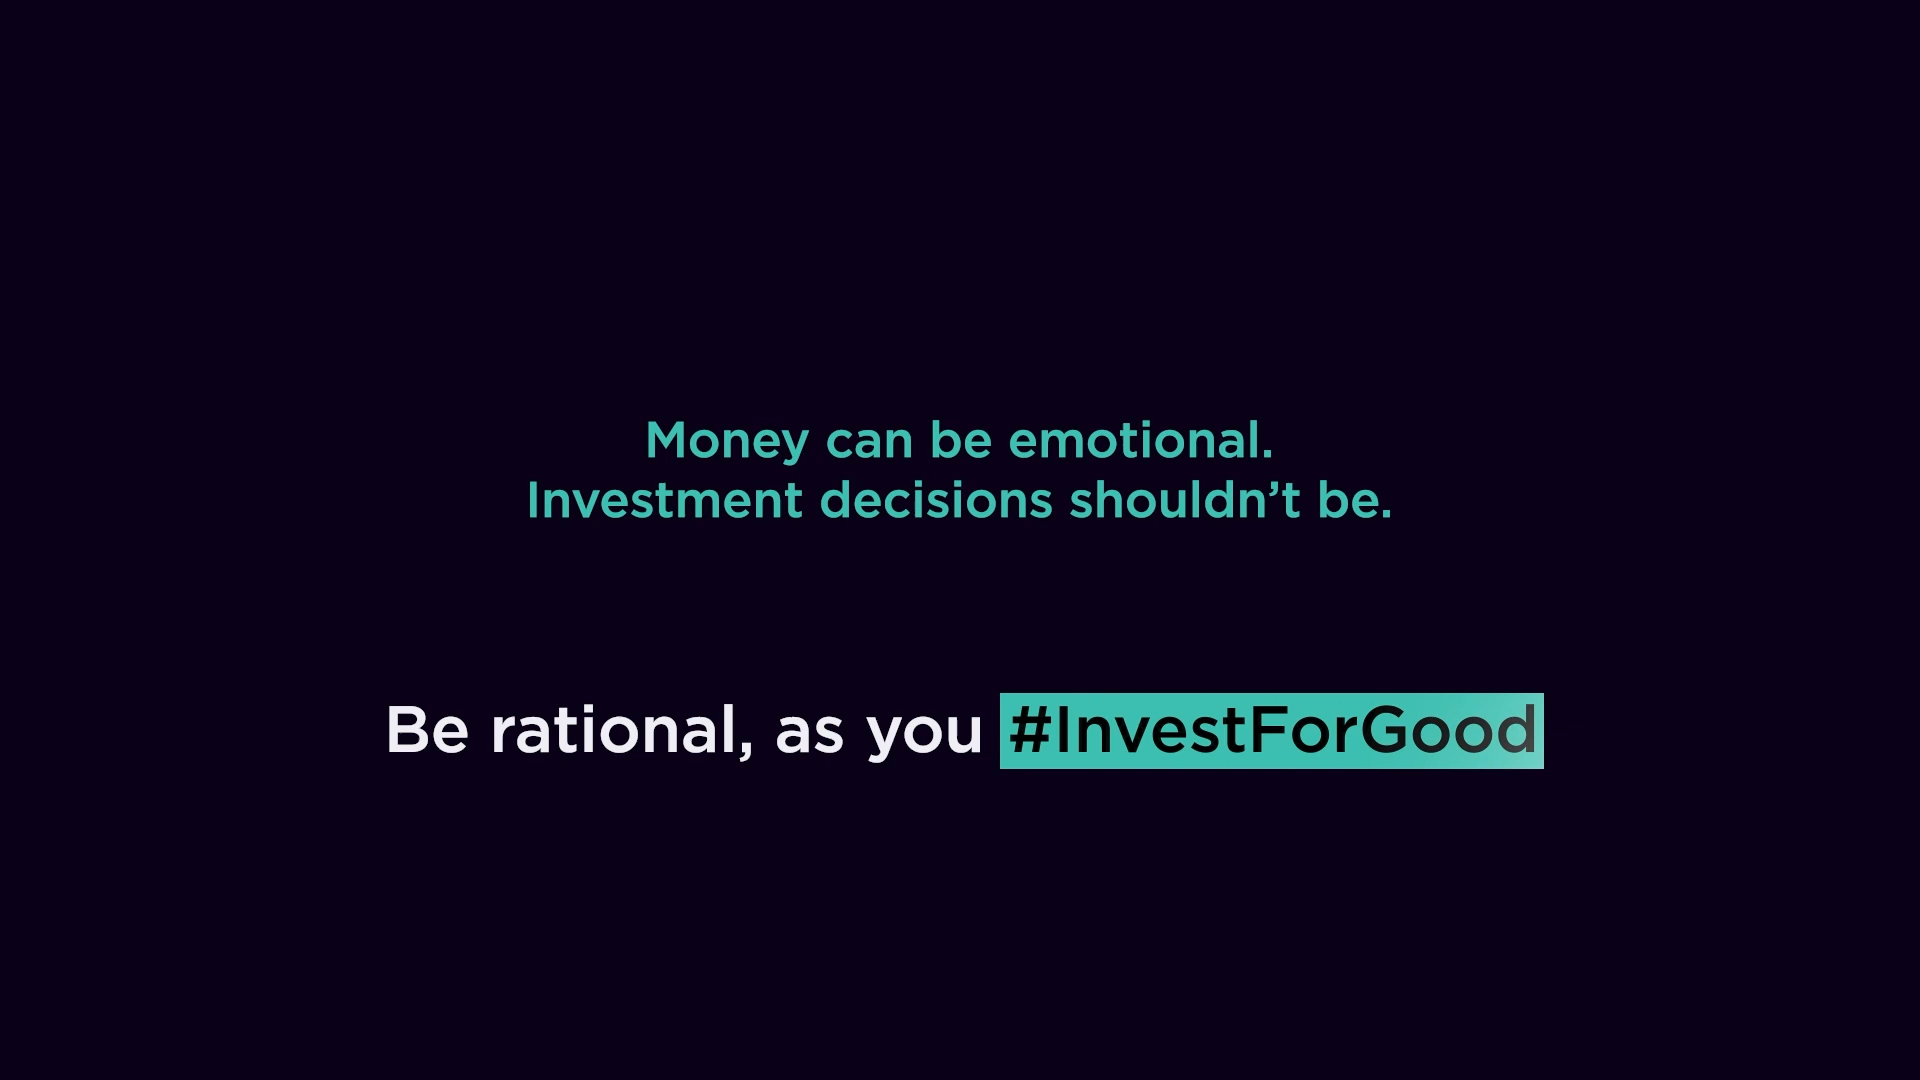 Money can be emotional.
Investment decisions shouldn’t be.
Be rational, as you #InvestForGood